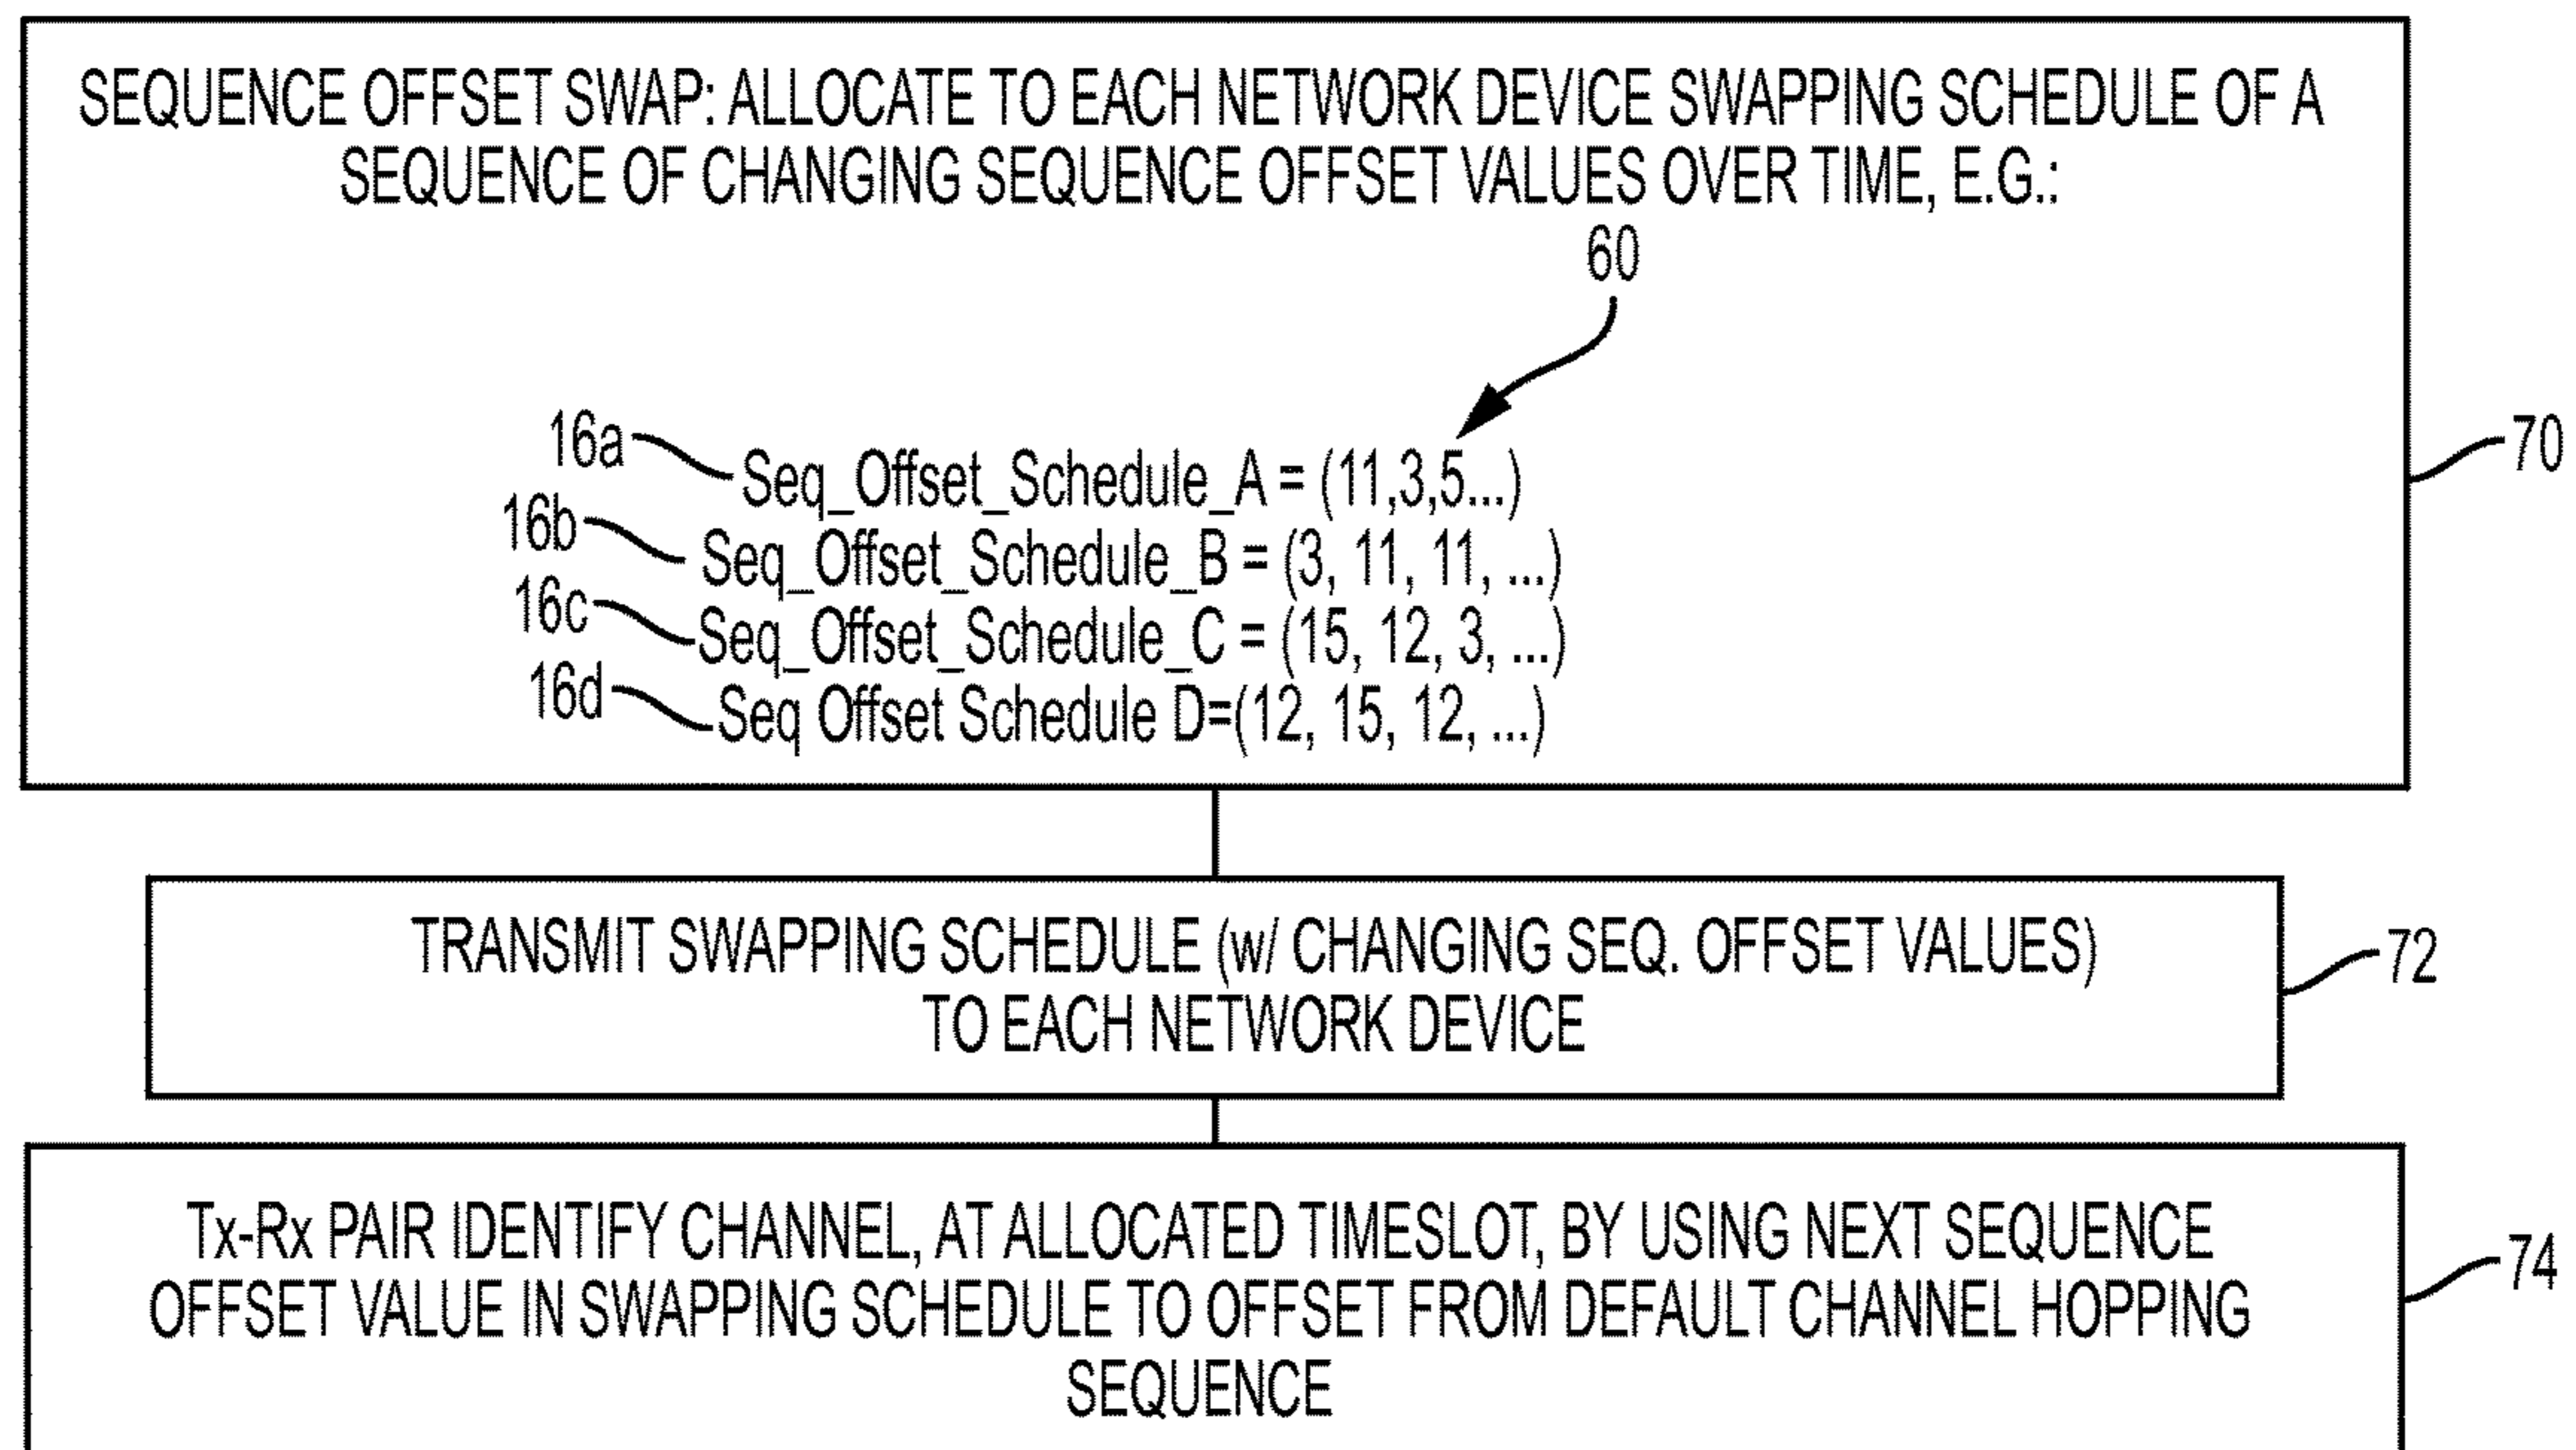 SEQUENCE OFFSET SWAP: ALLOCATE TO EACH NETWORK DEVICE SWAPPING SCHEDULE OF A
SEQUENCE OF CHANGING SEQUENCE OFFSET VALUES OVER TIME, E.G.:
60
16a
Seq_Offset_Schedule_A = (11,3,5...)
16b
Seq_Offset_Schedule_B = (3, 11, 11, ...)
16c
Seq_Offset_Schedule_C = (15, 12, 3, ...)
16d
Seq Offset Schedule D=(12, 15, 12, ...)
70
TRANSMIT SWAPPING SCHEDULE (w/ CHANGING SEQ. OFFSET VALUES)
TO EACH NETWORK DEVICE
72
Tx-Rx PAIR IDENTIFY CHANNEL, AT ALLOCATED TIMESLOT, BY USING NEXT SEQUENCE
OFFSET VALUE IN SWAPPING SCHEDULE TO OFFSET FROM DEFAULT CHANNEL HOPPING
SEQUENCE
74